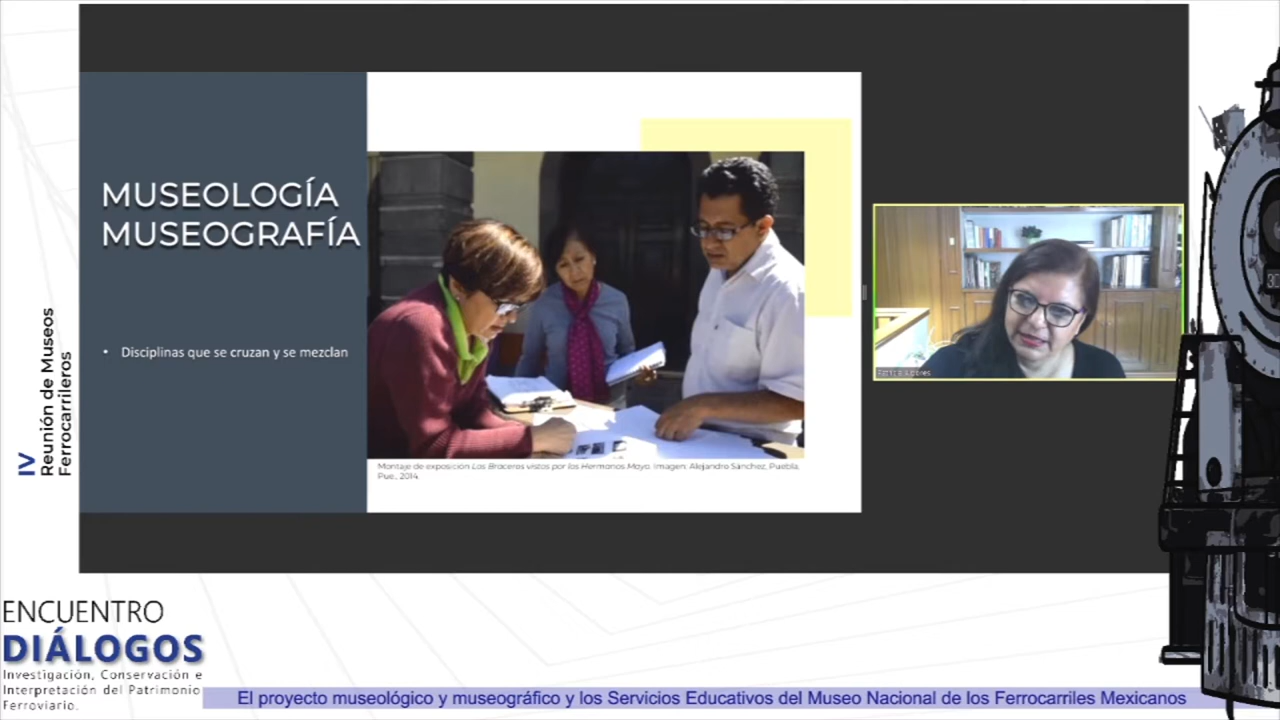 MUSEOLOGÍA
MUSEOGRAFÍA
• Disciplinas que se cruzan y se mezclan
Montaje de exposición Los Braceros vistos por los Hermanos Mayo. Imagen: Alejandro Sánchez, Puebla,
Pue., 2014.
IV
Reunión de Museos
Ferrocarrileros
ENCUENTRO
DIÁLOGOS
Investigación, Conservación e
Interpretación del Patrimonio
Ferroviario.
El proyecto museológico y museográfico y los Servicios Educativos del Museo Nacional de los Ferrocarriles Mexicanos